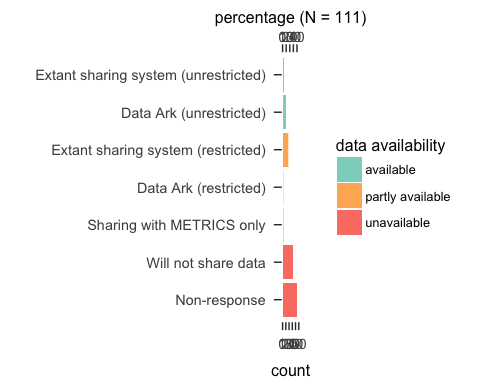 percentage (N = 111)
Extant sharing system (unrestricted)
Data Ark (unrestricted)
Extant sharing system (restricted)
Data Ark (restricted)
Sharing with METRICS only
Will not share data
Non-response
data availability
available
partly available
unavailable
count